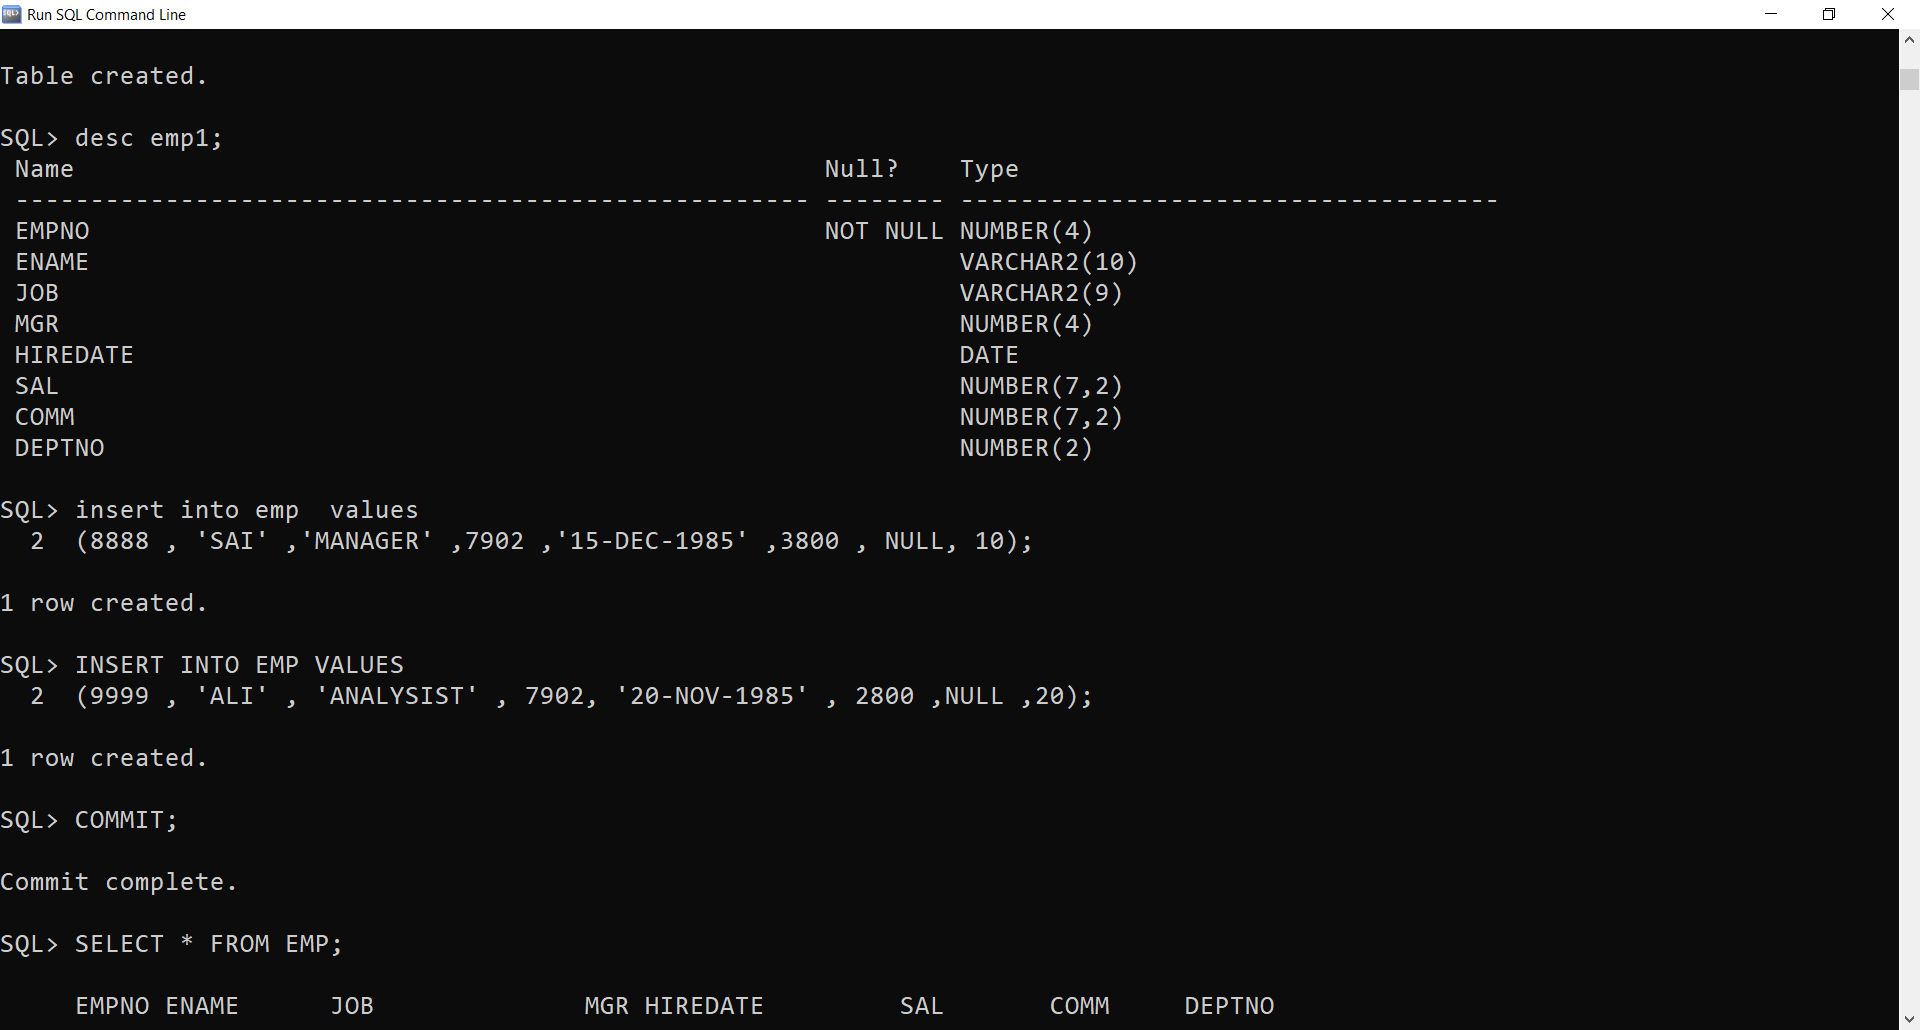 Run SQL Command Line
Table created.
SQL> desc emp1;
 Name                                                  Null?    Type
 ----------------------------------------------------- -------- ------------------------------------
 EMPNO                                                 NOT NULL NUMBER(4)
 ENAME                                                          VARCHAR2(10)
 JOB                                                            VARCHAR2(9)
 MGR                                                            NUMBER(4)
 HIREDATE                                                       DATE
 SAL                                                            NUMBER(7,2)
 COMM                                                           NUMBER(7,2)
 DEPTNO                                                         NUMBER(2)
SQL> insert into emp  values
  2  (8888 , 'SAI' ,'MANAGER' ,7902 ,'15-DEC-1985' ,3800 , NULL, 10);
1 row created.
SQL> INSERT INTO EMP VALUES
  2  (9999 , 'ALI' , 'ANALYSIST' , 7902, '20-NOV-1985' , 2800 ,NULL ,20);
1 row created.
SQL> COMMIT;
Commit complete.
SQL> SELECT * FROM EMP;
     EMPNO ENAME      JOB              MGR HIREDATE         SAL       COMM     DEPTNO